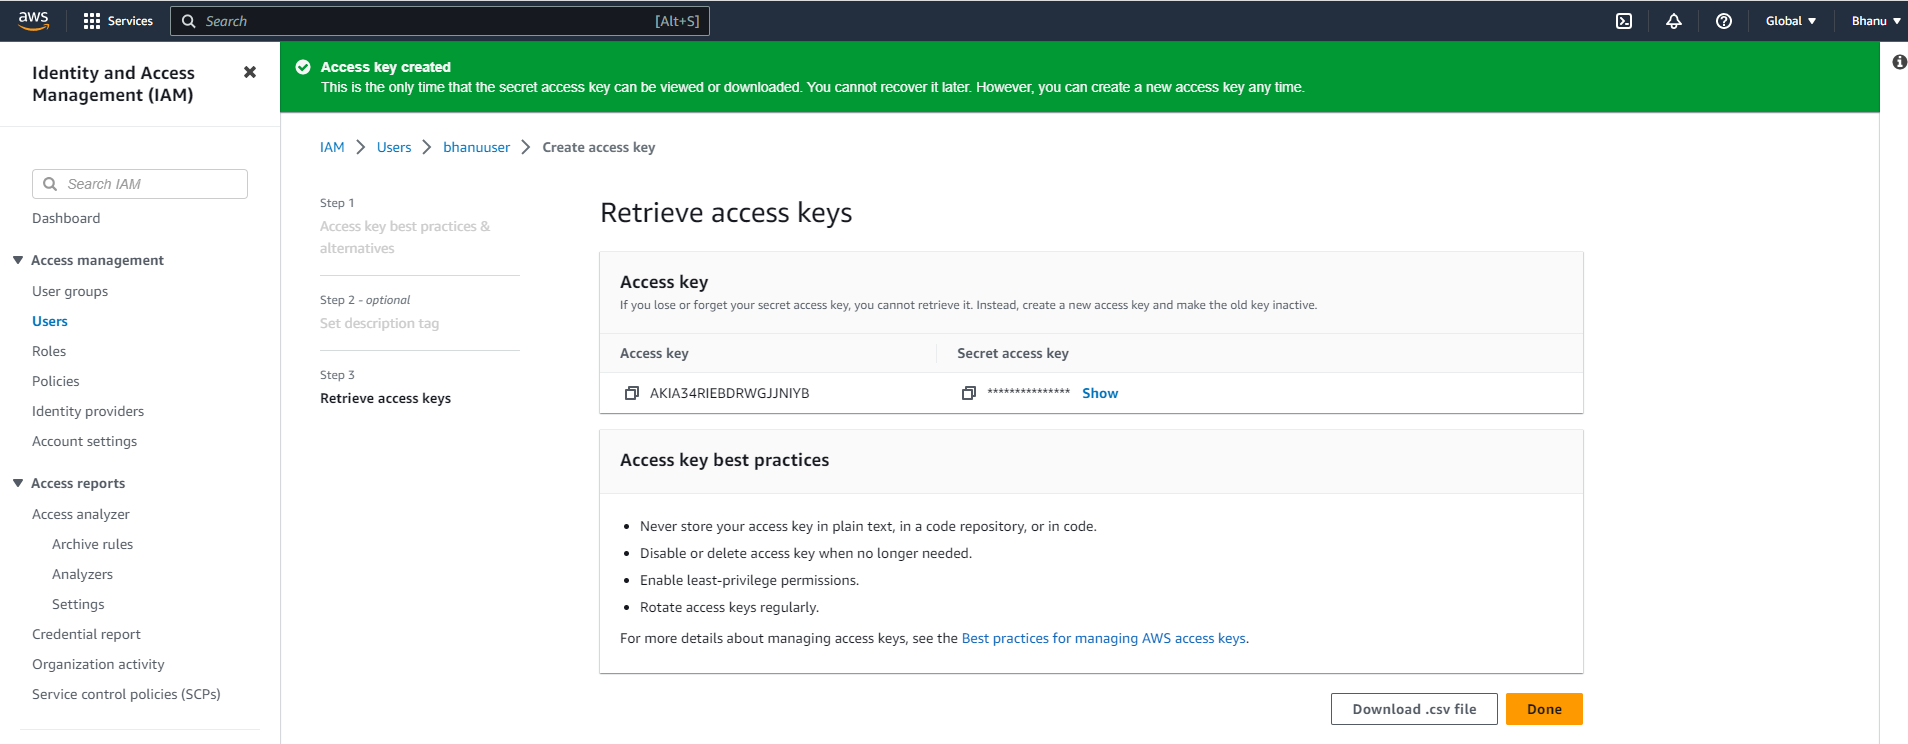 aws
Services
Search
[Alt+S]
Global
Bhanu
Identity and Access
Management (IAM)
Search IAM
Dashboard
Access management
User groups
Users
Roles
Policies
Identity providers
Account settings
Access reports
Access analyzer
Archive rules
Analyzers
Settings
Credential report
Organization activity
Service control policies (SCPs)
Access key created
This is the only time that the secret access key can be viewed or downloaded. You cannot recover it later. However, you can create a new access key any time.
IAM > Users > bhanuuser > Create access key
Step 1
Access key best practices &
alternatives
Step 2 - optional
Set description tag
Step 3
Retrieve access keys
Retrieve access keys
Access key
If you lose or forget your secret access key, you cannot retrieve it. Instead, create a new access key and make the old key inactive.
Access key
Secret access key
AKIA34RIEBDRWGJJNIYB
*************** Show
Access key best practices
• Never store your access key in plain text, in a code repository, or in code.
• Disable or delete access key when no longer needed.
• Enable least-privilege permissions.
• Rotate access keys regularly.
For more details about managing access keys, see the Best practices for managing AWS access keys.
Download .csv file
Done